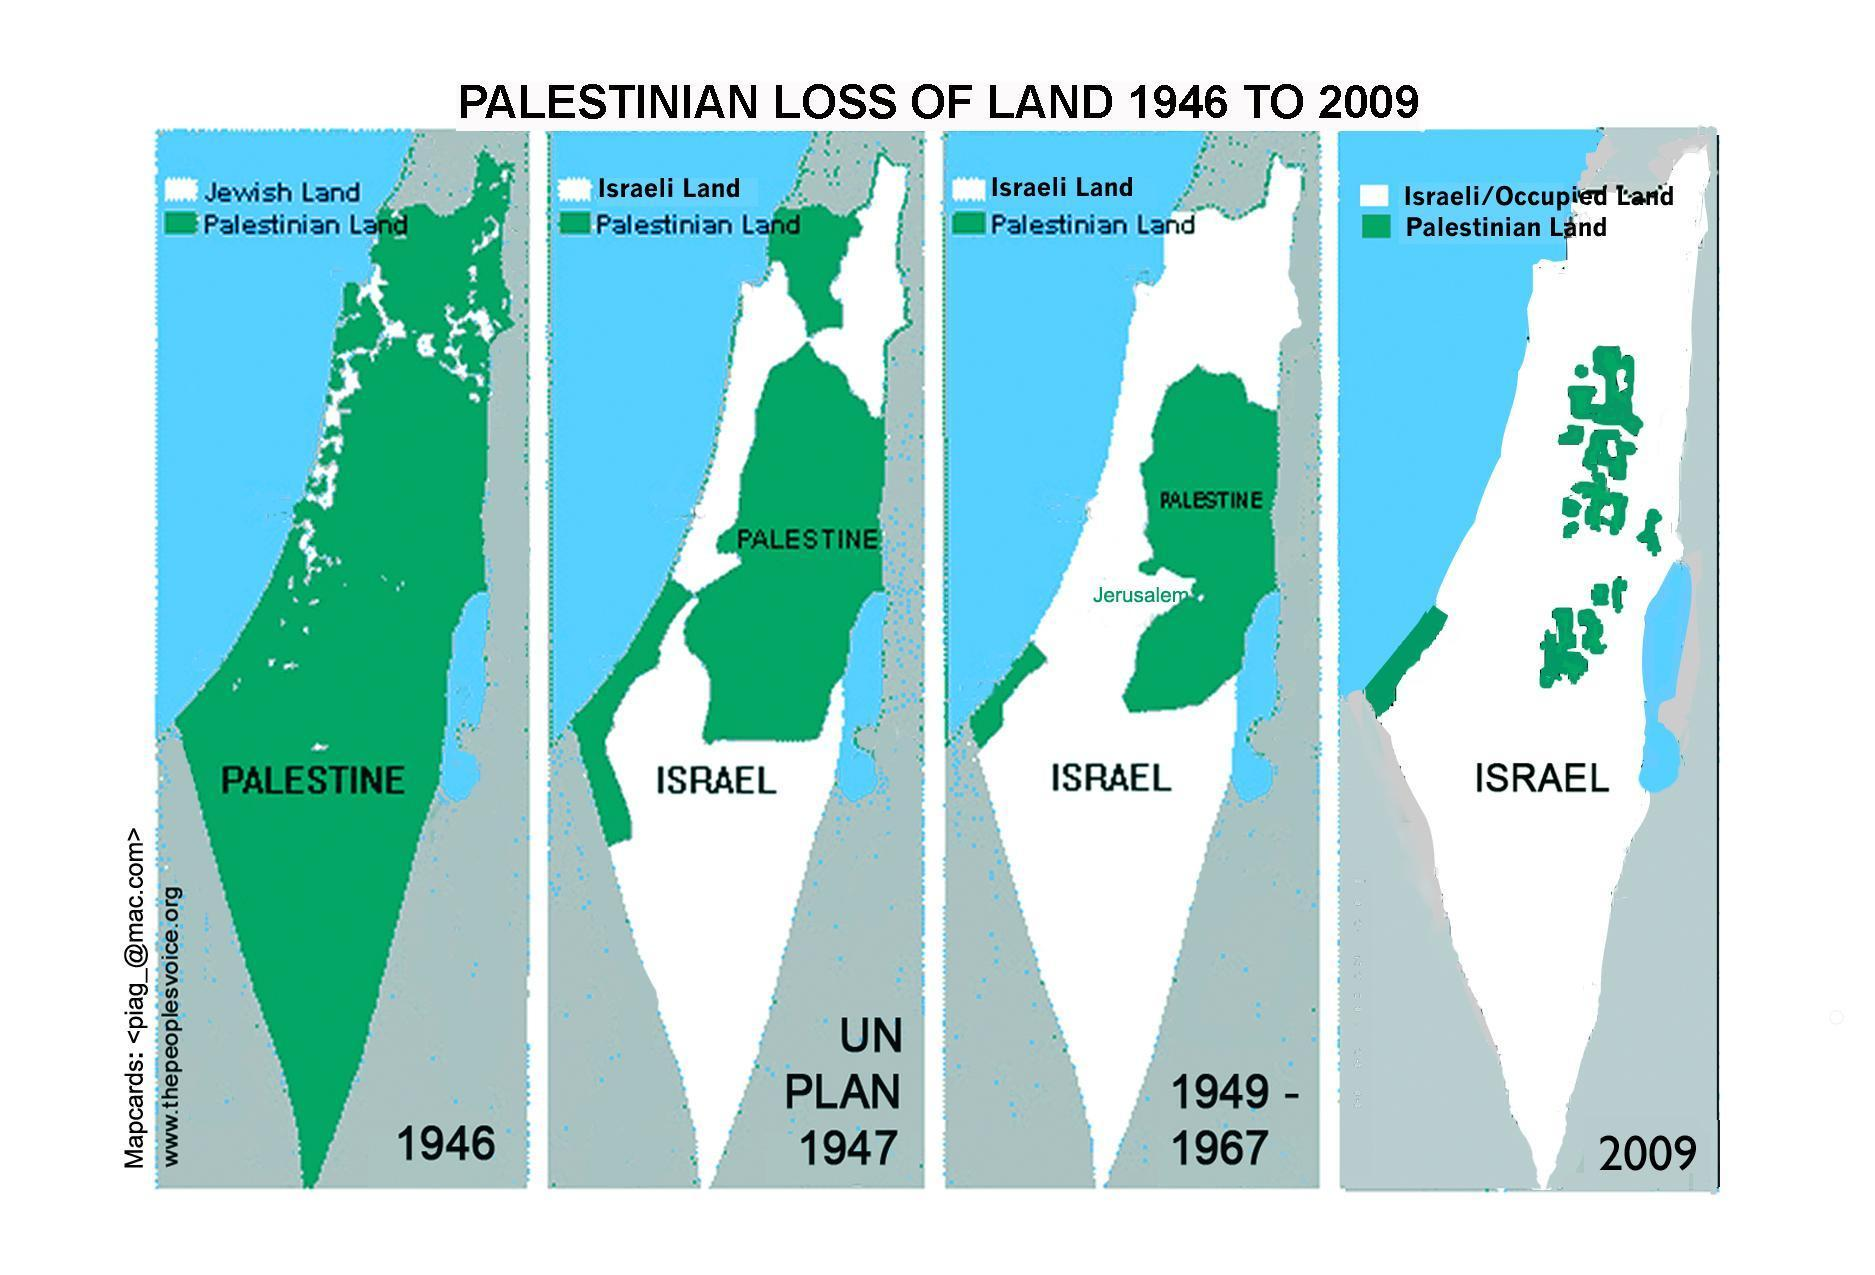 PALESTINIAN LOSS OF LAND 1946 TO 2009
Jewish Land
Palestinian Land
PALESTINE
1946
Israeli Land
Palestinian Land
PALESTINE
ISRAEL
UN
PLAN
1947
Israeli Land
Palestinian Land
PALESTINE
Jerusalem
ISRAEL
1949 -
1967
Israeli/Occupied Land
Palestinian Land
ISRAEL
2009
Mapcards: <piag_@mac.com>
www.thepeoplesvoice.org